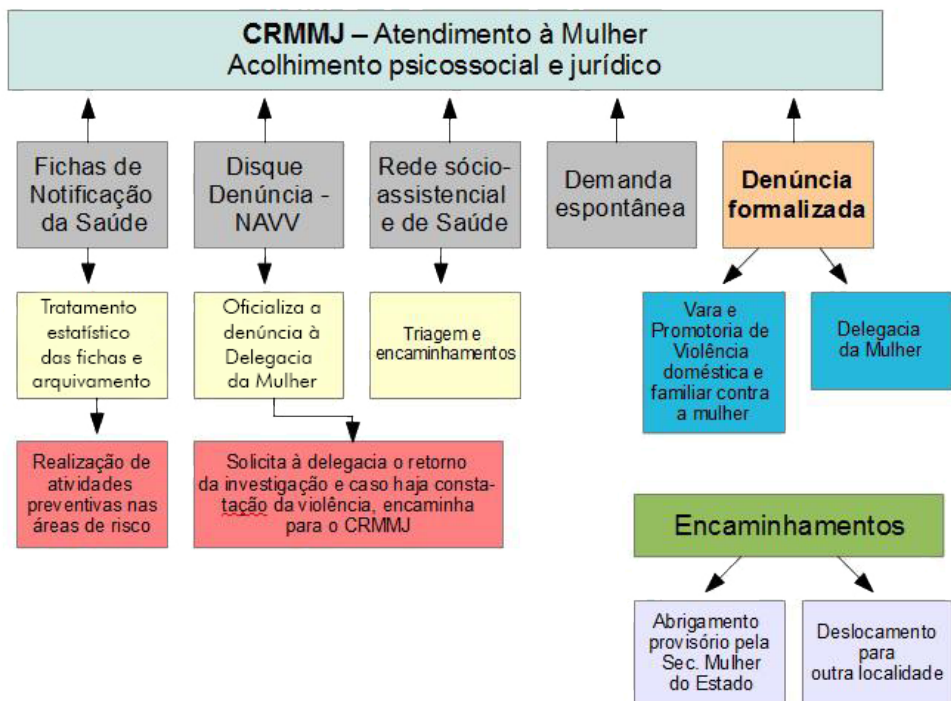 CRMMJ – Atendimento à Mulher
Acolhimento psicossocial e jurídico
Fichas de
Notificação
da Saúde
Disque
Denúncia -
NAVV
Rede sócio-
assistencial
e de Saúde
Demanda
espontânea
Denúncia
formalizada
Tratamento
estatístico
das fichas e
arquivamento
Oficializa a
denúncia à
Delegacia
da Mulher
Triagem e
encaminhamentos
Vara e
Promotoria de
Violência
doméstica e
familiar contra
a mulher
Delegacia
da Mulher
Realização de
atividades
preventivas nas
áreas de risco
Solicita à delegacia o retorno
da investigação e caso haja consta-
tação da violência, encaminha
para o CRMMJ
Encaminhamentos
Abrigamento
provisório pela
Sec. Mulher
do Estado
Deslocamento
para
outra localidade